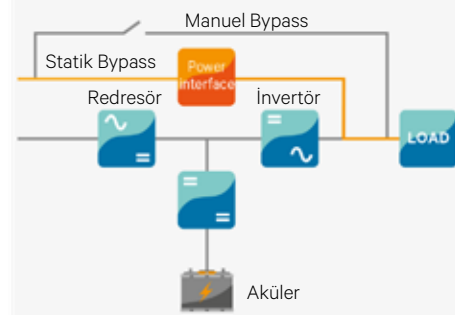 Manuel Bypass
Statik Bypass
Power
interface
Redresör
İnvertör
LOAD
Aküler